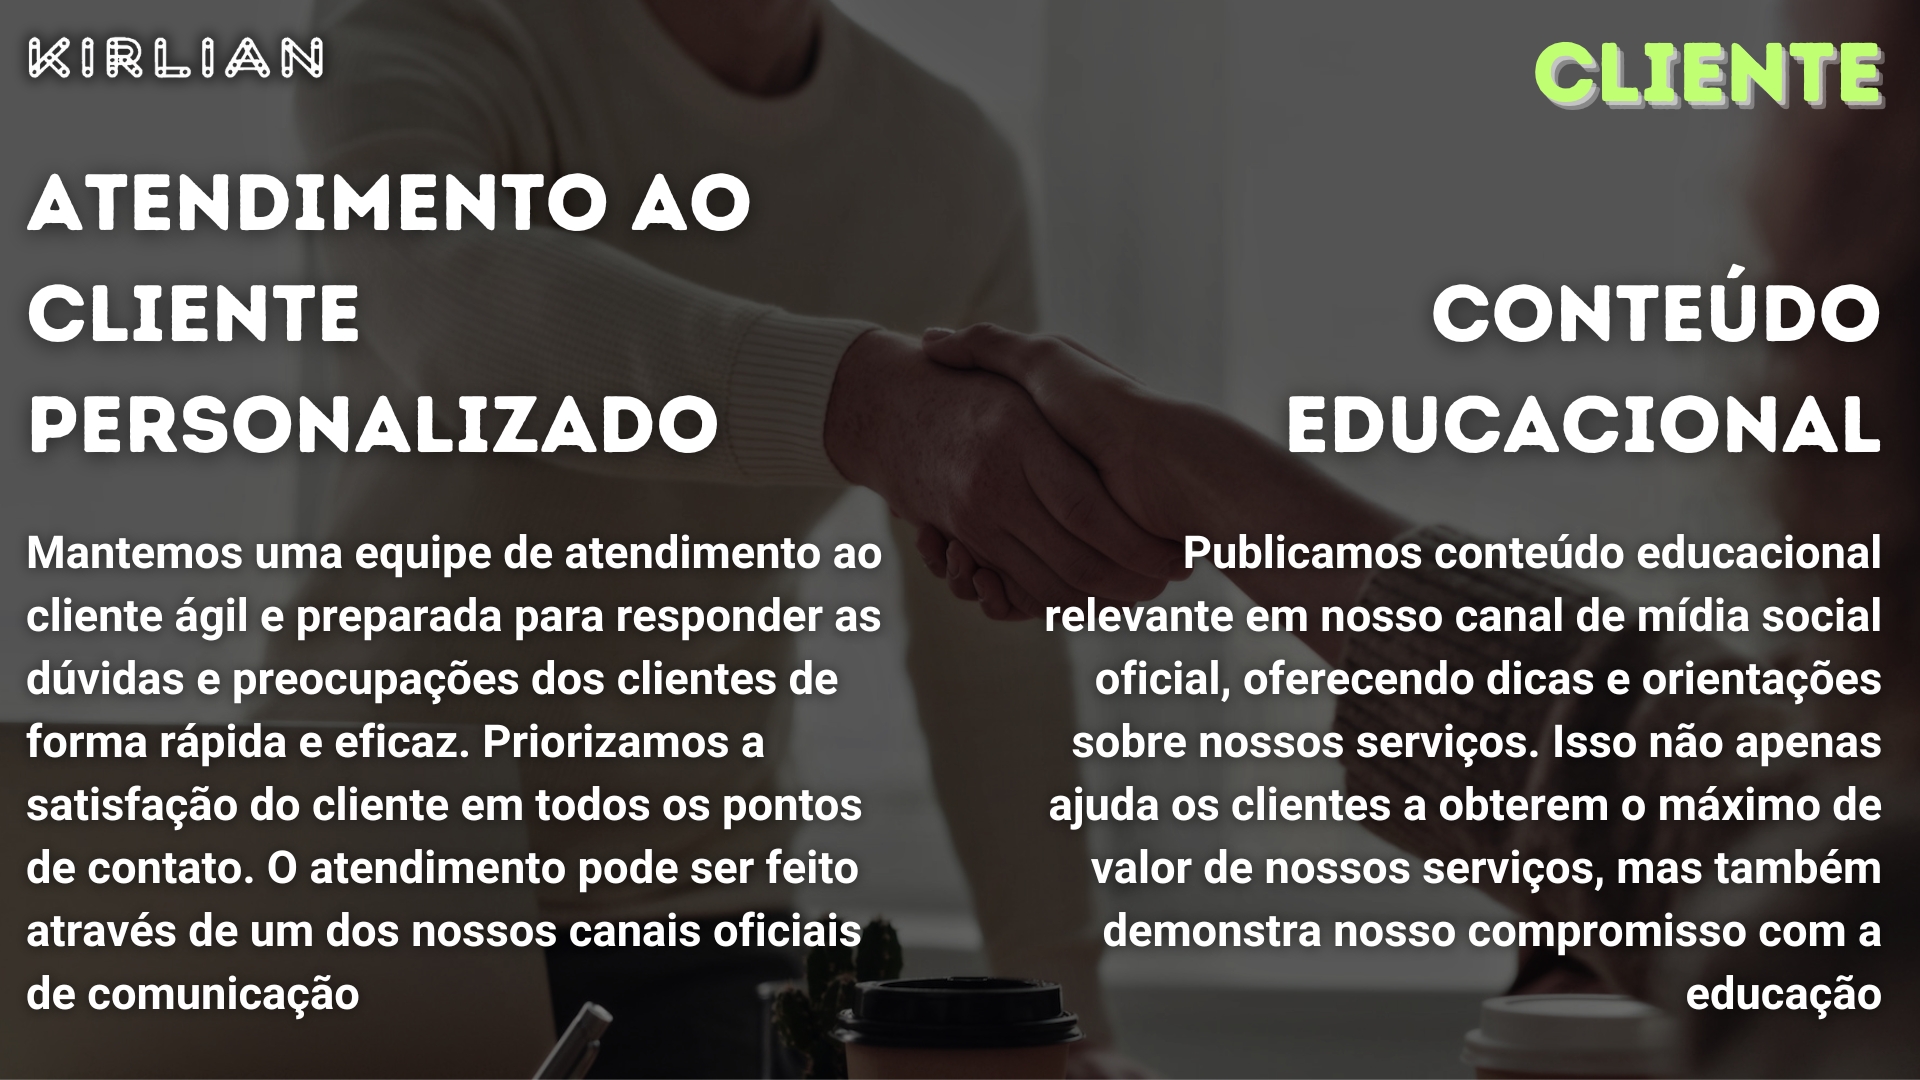 KIRLIAN
CLIENTE
ATENDIMENTO AO
CLIENTE
PERSONALIZADO
Mantemos uma equipe de atendimento ao
cliente ágil e preparada para responder as
dúvidas e preocupações dos clientes de
forma rápida e eficaz. Priorizamos a
satisfação do cliente em todos os pontos
de contato. O atendimento pode ser feito
através de um dos nossos canais oficiais
de comunicação
CONTEÚDO
EDUCACIONAL
Publicamos conteúdo educacional
relevante em nosso canal de mídia social
oficial, oferecendo dicas e orientações
sobre nossos serviços. Isso não apenas
ajuda os clientes a obterem o máximo de
valor de nossos serviços, mas também
demonstra nosso compromisso com a
educação